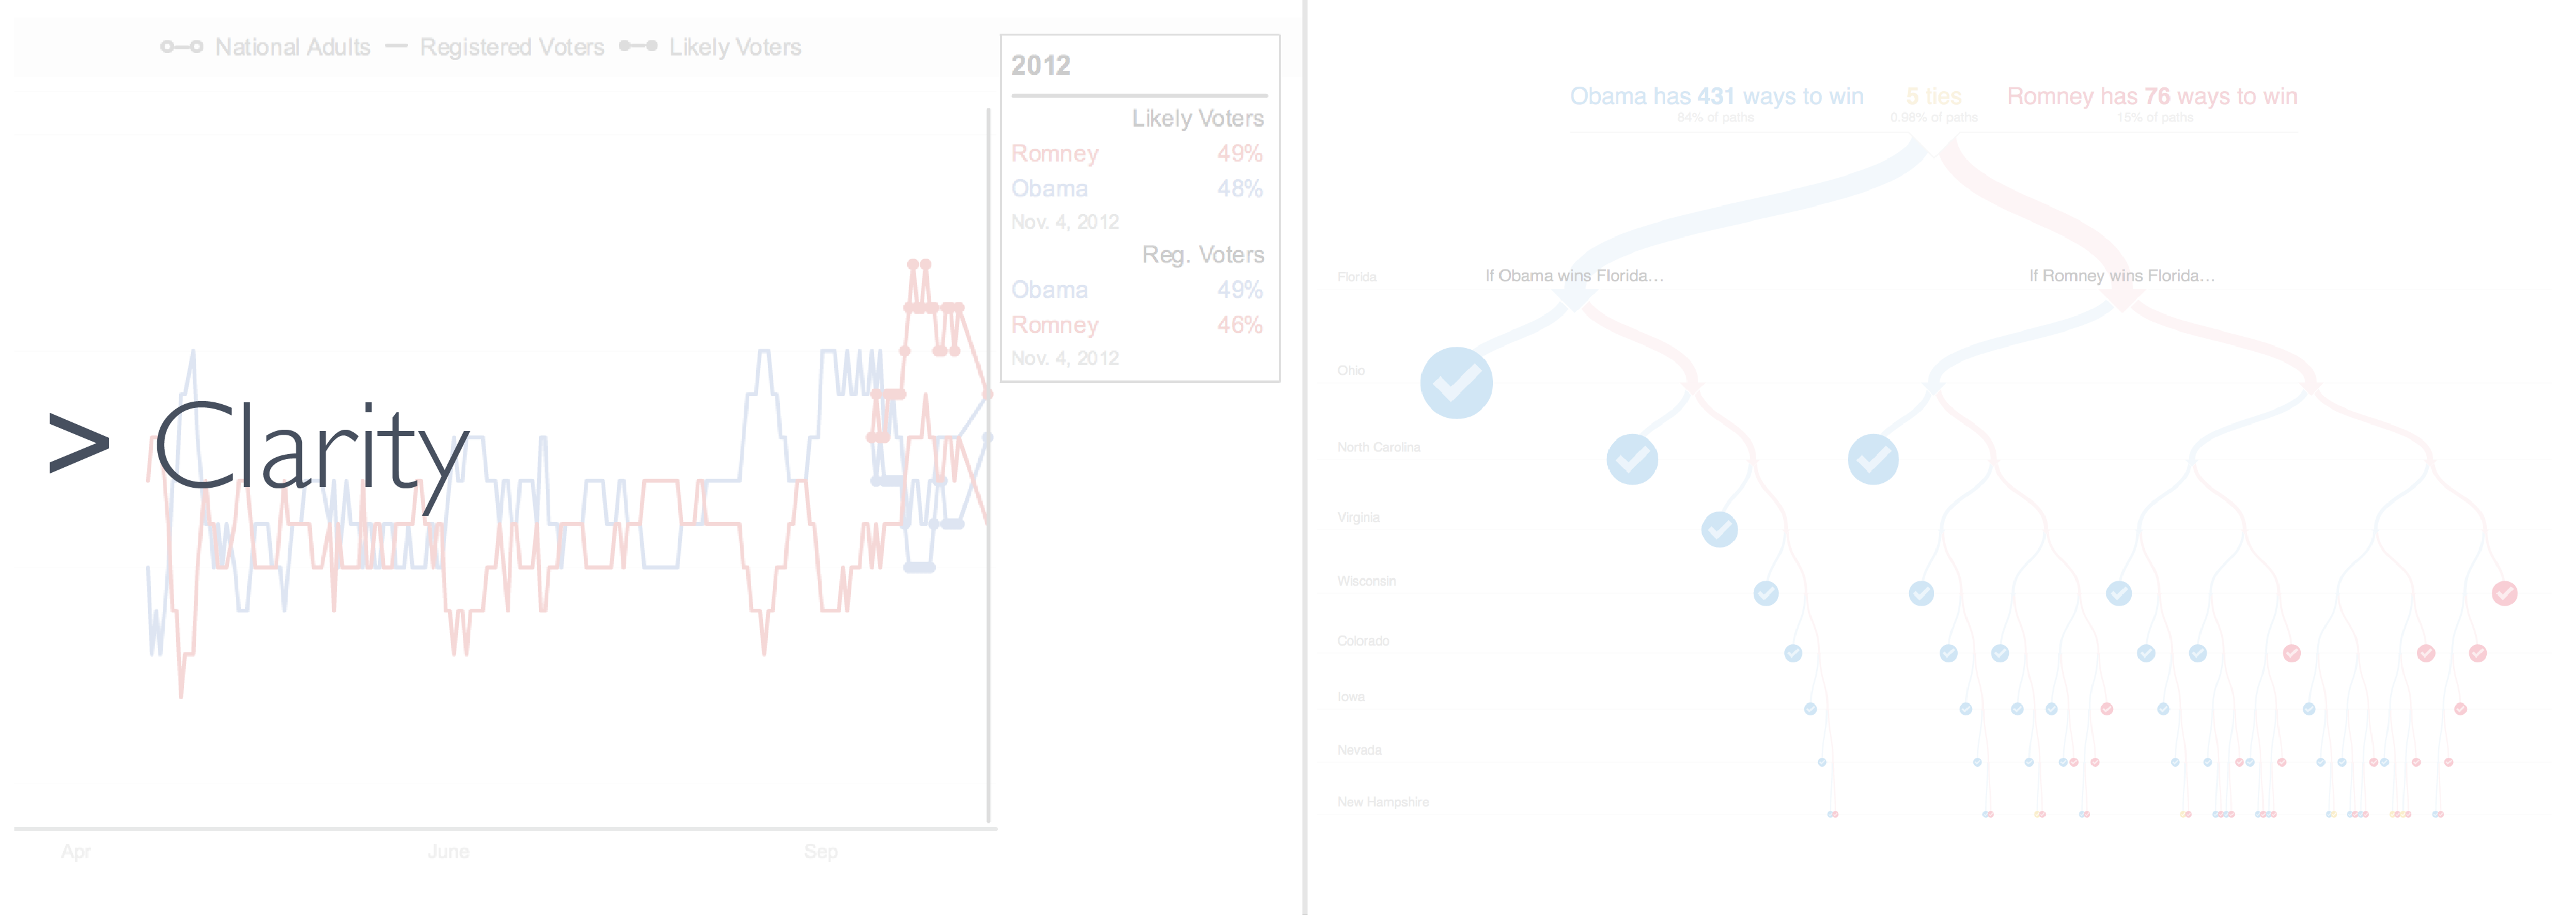 National Adults Registered Voters Likely Voters
2012
Likely Voters
Romney 49%
Obama 48%
Nov. 4, 2012
Reg. Voters
Obama 49%
Romney 46%
Nov. 4, 2012
> Clarity
Apr June Sep
Obama has 431 ways to win 5 ties Romney has 76 ways to win
84% of paths 0.98% of paths 15% of paths
Florida If Obama wins Florida... If Romney wins Florida...
Ohio
North Carolina
Virginia
Wisconsin
Colorado
Iowa
Nevada
New Hampshire